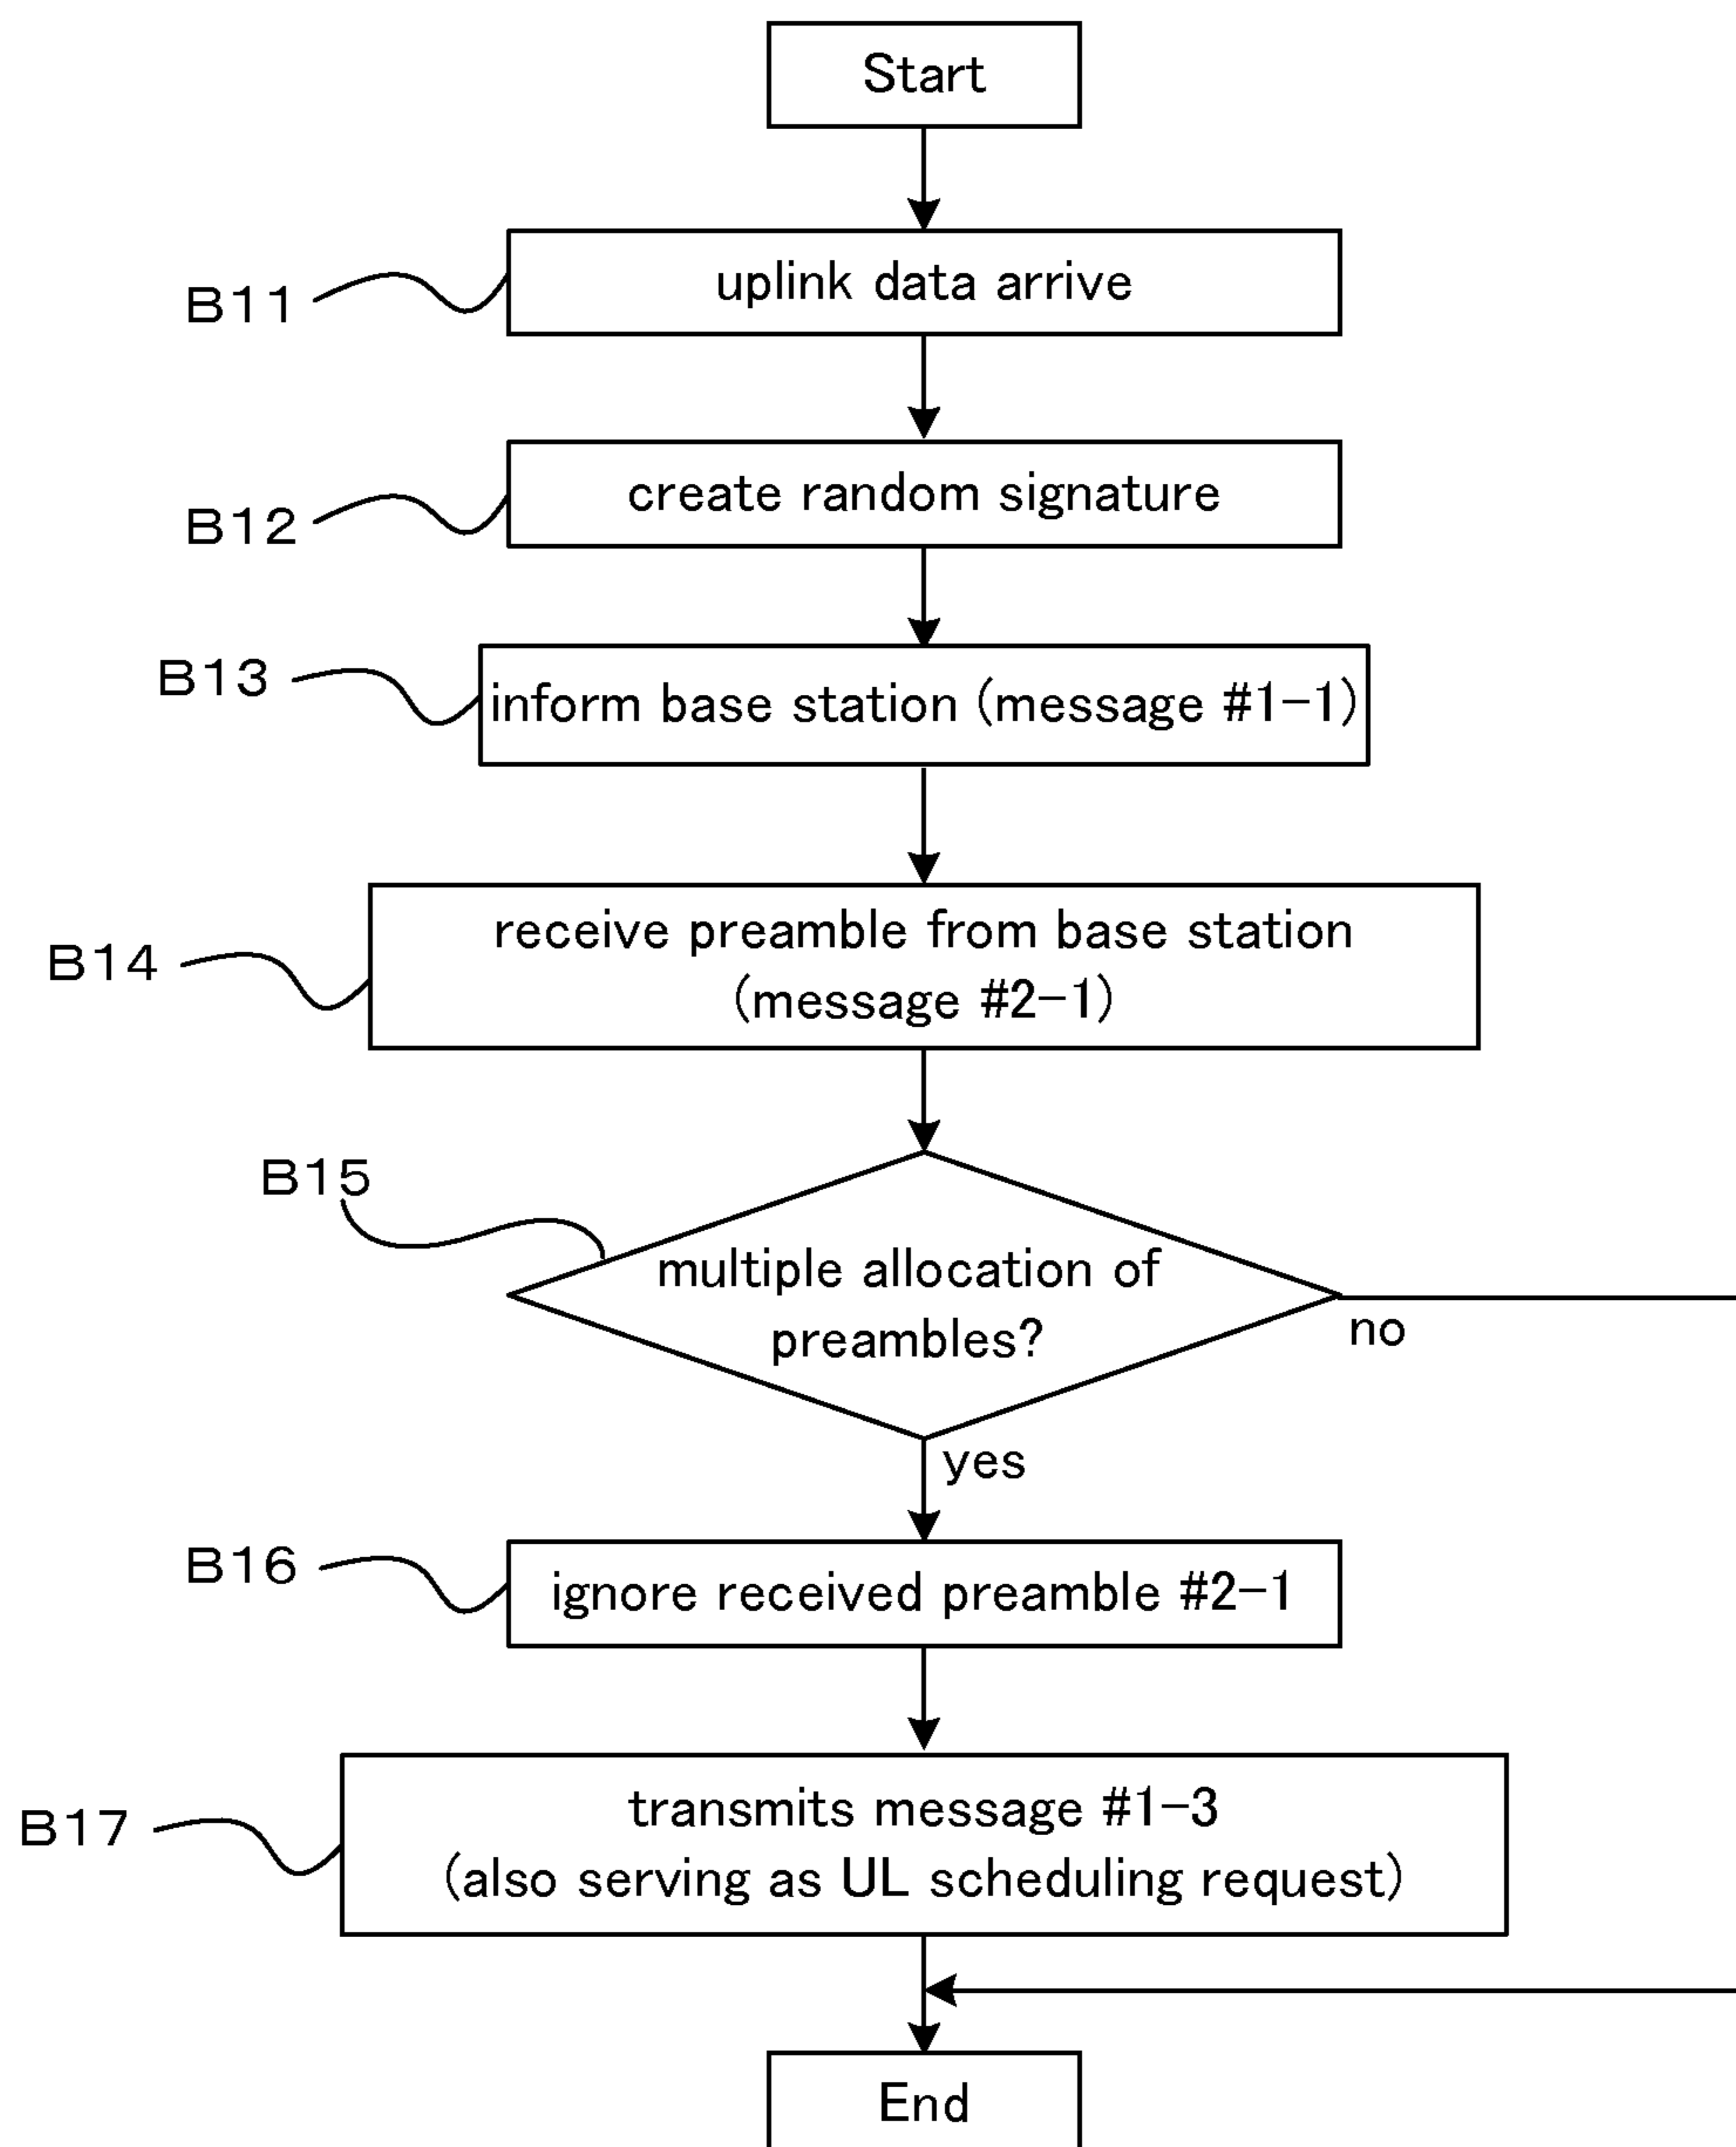 Start
B11
uplink data arrive
B12
create random signature
B13
inform base station (message #1-1)
B14
receive preamble from base station
(message #2-1)
B15
multiple allocation of
preambles?
no
yes
B16
ignore received preamble #2-1
B17
transmits message #1-3
(also serving as UL scheduling request)
End